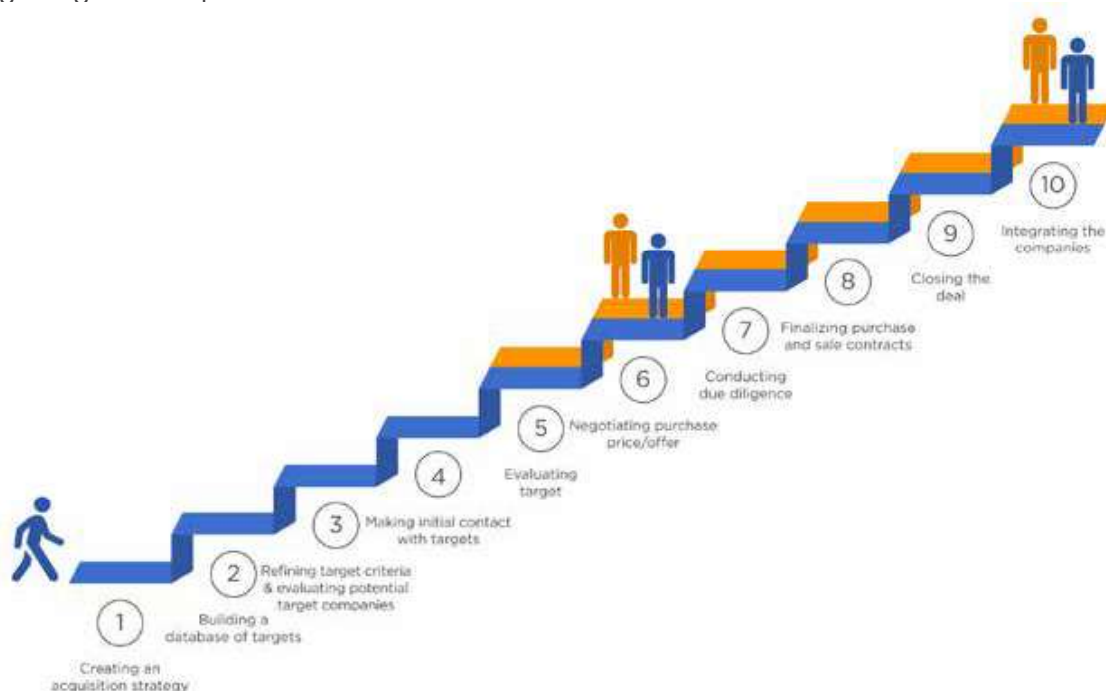 1
Creating an
acquisition strategy
2
Building a
database of targets
3
Refining target criteria
& evaluating potential
target companies
4
Making initial contact
with targets
5
Evaluating
target
6
Negotiating purchase
price/offer
7
Conducting
due diligence
8
Finalizing purchase
and sale contracts
9
Closing the
deal
10
Integrating the
companies